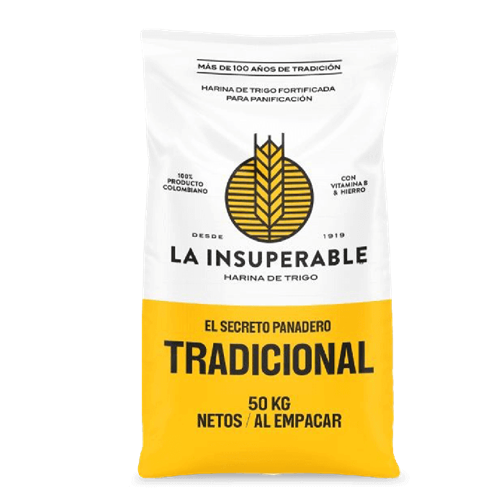 MÁS DE 100 AÑOS DE TRADICIÓN
HARINA DE TRIGO FORTIFICADA
PARA PANIFICACIÓN
100%
PRODUCTO
COLOMBIANO
CON
VITAMINA B
& HIERRO
DESDE 1919
LA INSUPERABLE
HARINA DE TRIGO
EL SECRETO PANADERO
TRADICIONAL
50 KG
NETOS / AL EMPACAR